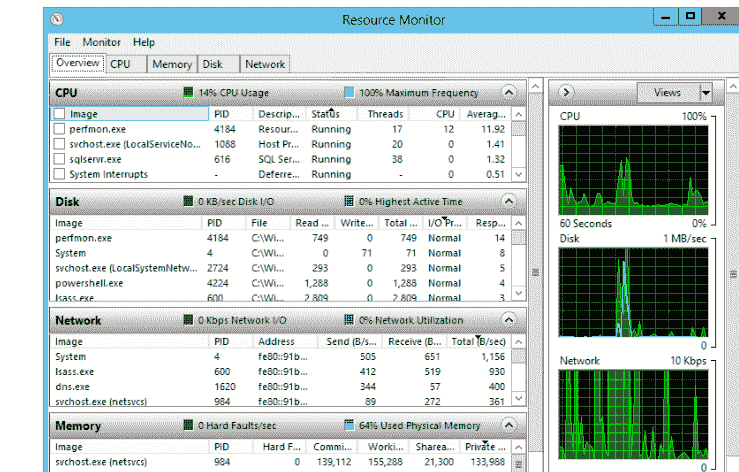 Resource Monitor
File Monitor Help
Overview CPU Memory Disk Network
CPU 14% CPU Usage 100% Maximum Frequency
Image PID Descrip... Status Threads CPU Averag...
perfmon.exe 4184 Resour... Running 17 12 11.92
svchost.exe (LocalServiceNo... 1088 Host Pr... Running 20 0 1.41
sqlservr.exe 616 SQL Ser... Running 38 0 1.32
System Interrupts - Deferre... Running - 0 0.51
Disk 0 KB/sec Disk I/O 0% Highest Active Time
Image PID File Read ... Write... Total ... I/O Pr... Resp...
perfmon.exe 4184 C:\Wi... 749 0 749 Normal 14
System 4 C:\Wi... 0 71 71 Normal 8
svchost.exe (LocalSystemNetw... 2724 C:\Wi... 293 0 293 Normal 5
powershell.exe 4224 C:\Wi... 1,288 0 1,288 Normal 4
lsass.exe 600 C:\Wi... 2,809 0 2,809 Normal 3
Network 0 Kbps Network I/O 0% Network Utilization
Image PID Address Send (B/s... Receive (B... Total (B/sec)
System 4 fe80::91b... 505 651 1,156
lsass.exe 600 fe80::91b... 412 519 930
dns.exe 1620 fe80::91b... 344 57 400
svchost.exe (netsvcs) 984 fe80::91b... 89 272 361
Memory 0 Hard Faults/sec 64% Used Physical Memory
Image PID Hard F... Commi... Worki... Sharea... Private ...
svchost.exe (netsvcs) 984 0 139,112 155,288 21,300 133,988
Views
CPU 100%
60 Seconds 0%
Disk 1 MB/sec
0
Network 10 Kbps
0